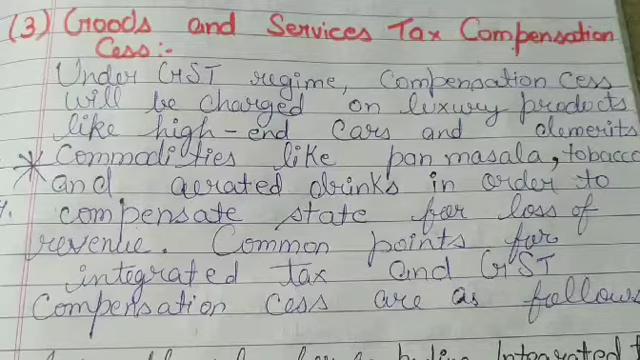 (3) Goods and Services Tax Compensation
Cess:-
Under GST regime, Compensation Cess
will be charged on luxury products
like high-end Cars and demerits
* Commodities like pan masala, tobacco
and aerated drinks in order to
compensate state for loss of
revenue. Common points for
integrated tax and GST
Compensation cess are as follows
Integrated